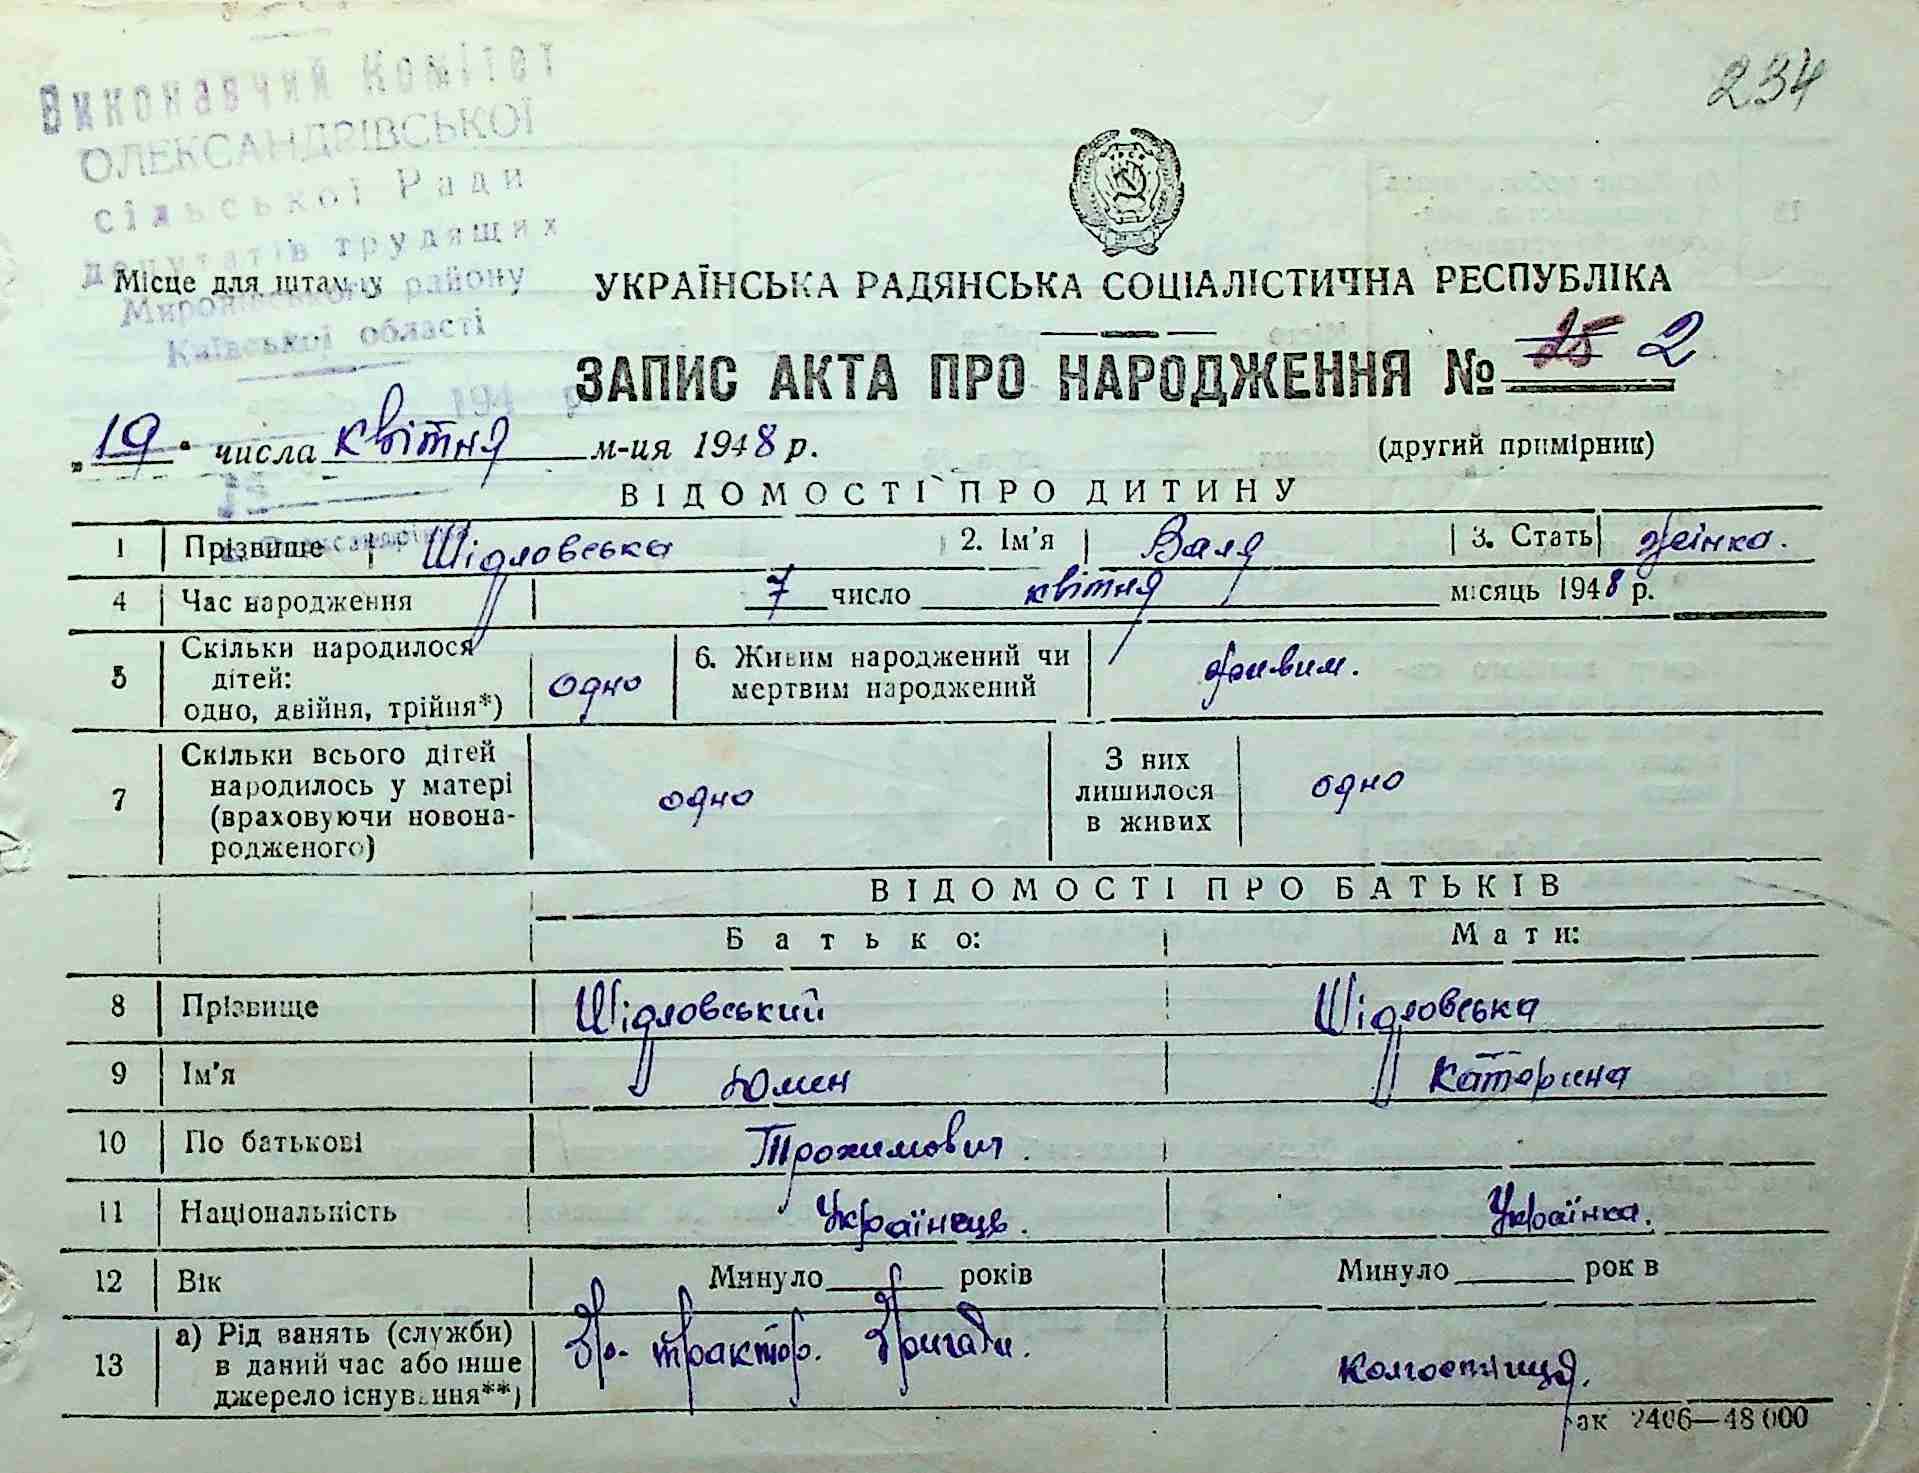 234
Виконавчий Комітет
ОЛЕКСАНДРІВСЬКОЇ
сільської Ради
депутатів трудящих
Миронівського району
Київської області
194 р.
Місце для штампу
УКРАЇНСЬКА РАДЯНСЬКА СОЦІАЛІСТИЧНА РЕСПУБЛІКА
ЗАПИС АКТА ПРО НАРОДЖЕННЯ № 25 2
„19“ числа квітня м-ця 1948 р.
(другий примірник)
ВІДОМОСТІ ПРО ДИТИНУ
1 Прізвище Шідловська 2. Ім'я Валя 3. Стать жінка.
4 Час народження 7 число квітня місяць 1948 р.
5 Скільки народилося дітей: одно, двійня, трійня*) одно 6. Живим народжений чи мертвим народжений живим.
7 Скільки всього дітей народилось у матері (враховуючи новона-родженого) одно З них лишилося в живих одно
ВІДОМОСТІ ПРО БАТЬКІВ
Батько: Мати:
8 Прізвище Шідловський Шідловська
9 Ім'я Юмин Катерина
10 По батькові Трохимович.
11 Національність Українець. Українка.
12 Вік Минуло років Минуло років
13 а) Рід занять (служби) в даний час або інше джерело існування**) трактор. бригади. колгоспниця.
Зак 2406—48 000